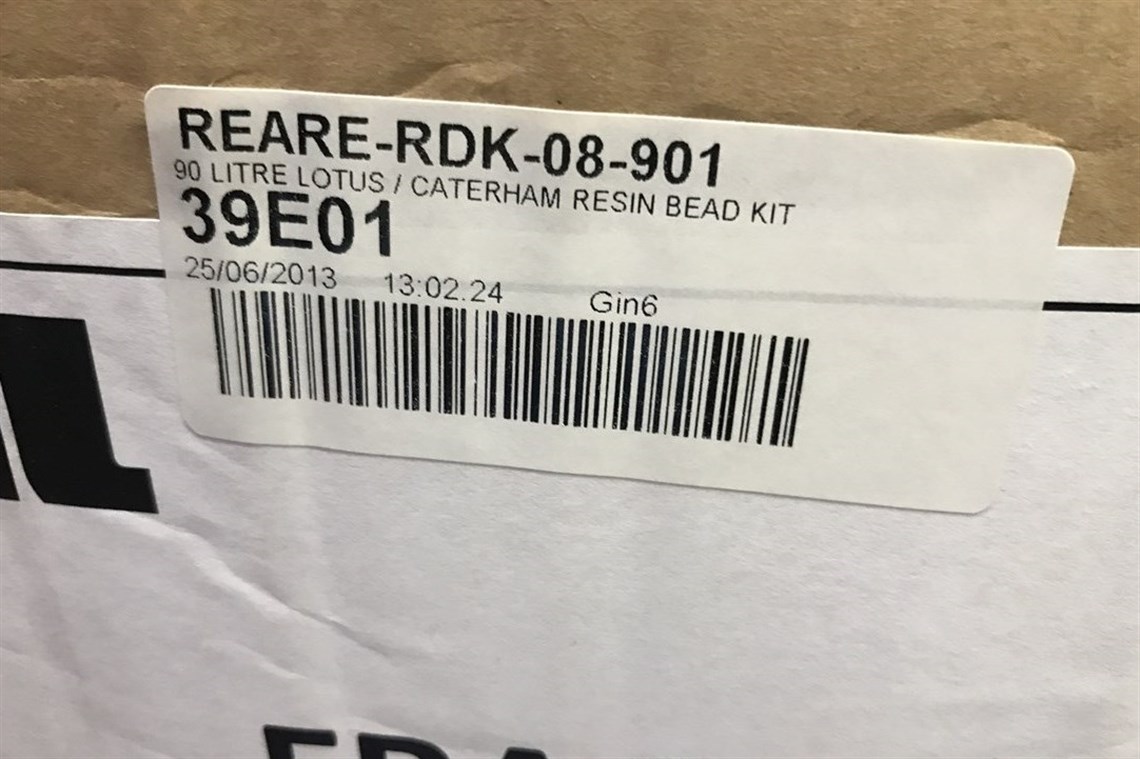 REARE-RDK-08-901
90 LITRE LOTUS / CATERHAM RESIN BEAD KIT
39E01
25/06/2013 13:02.24 Gin6